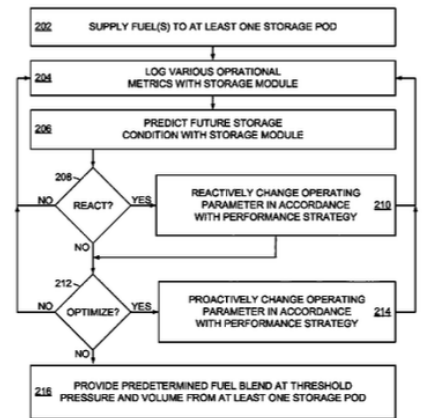 202 SUPPLY FUEL(S) TO AT LEAST ONE STORAGE POD
204 LOG VARIOUS OPRATIONAL
METRICS WITH STORAGE MODULE
206 PREDICT FUTURE STORAGE
CONDITION WITH STORAGE MODULE
208
NO REACT? YES
REACTIVELY CHANGE OPERATING
PARAMETER IN ACCORDANCE 210
WITH PERFORMANCE STRATEGY
NO
212
NO OPTIMIZE? YES
PROACTIVELY CHANGE OPERATING
PARAMETER IN ACCORDANCE 214
WITH PERFORMANCE STRATEGY
NO
216 PROVIDE PREDETERMINED FUEL BLEND AT THRESHOLD
PRESSURE AND VOLUME FROM AT LEAST ONE STORAGE POD